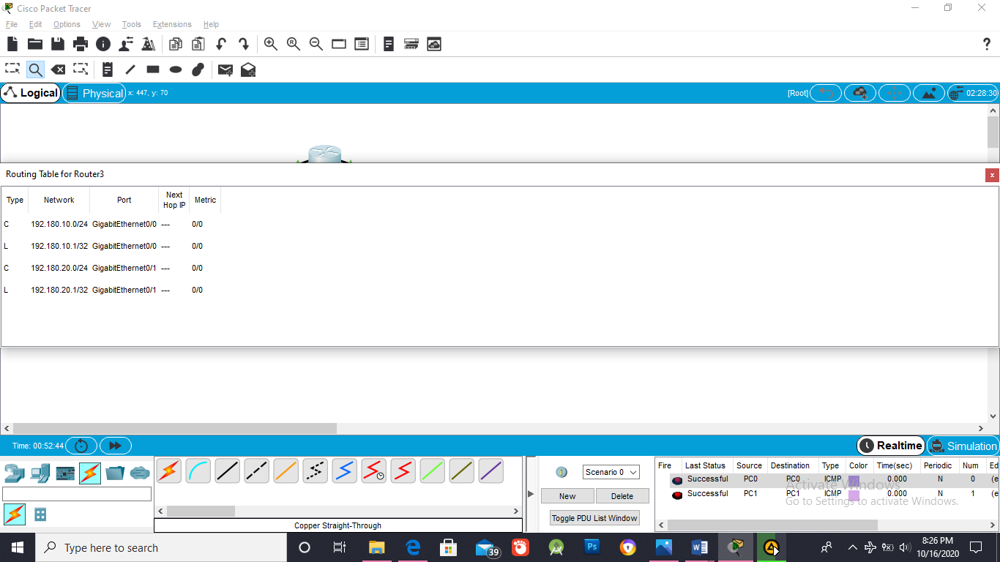 Cisco Packet Tracer
File Edit Options View Tools Extensions Help
Logical Physical x: 447, y: 70 [Root] 02:28:30
Routing Table for Router3
Type Network Port Next Hop IP Metric
C 192.180.10.0/24 GigabitEthernet0/0 --- 0/0
L 192.180.10.1/32 GigabitEthernet0/0 --- 0/0
C 192.180.20.0/24 GigabitEthernet0/1 --- 0/0
L 192.180.20.1/32 GigabitEthernet0/1 --- 0/0
Time: 00:52:44 Realtime Simulation
Scenario 0
New Delete
Toggle PDU List Window
Fire Last Status Source Destination Type Color Time(sec) Periodic Num Ed
Successful PC0 PC0 ICMP 0.000 N 0 (e
Successful PC1 PC1 ICMP 0.000 N 1 (e
Activate Windows
Go to Settings to activate Windows.
Copper Straight-Through
Type here to search
39
Ps
8:26 PM
10/16/2020